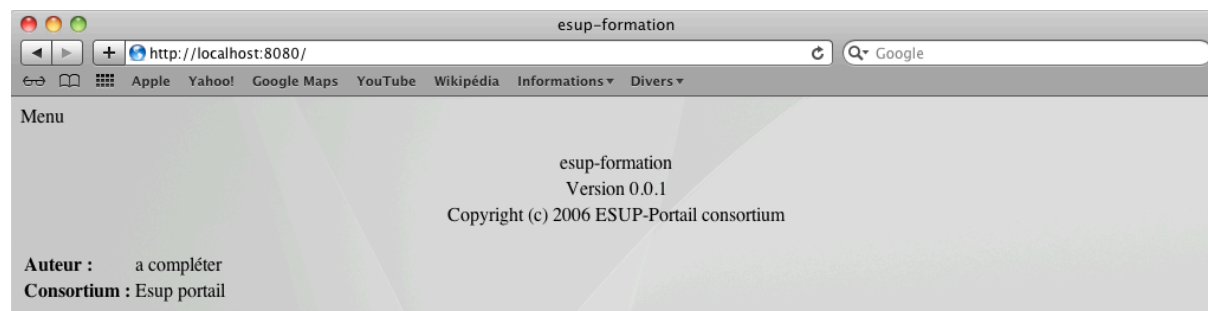 esup-formation
http://localhost:8080/
Google
Apple Yahoo! Google Maps YouTube Wikipédia Informations Divers
Menu
esup-formation
Version 0.0.1
Copyright (c) 2006 ESUP-Portail consortium
Auteur : a compléter
Consortium : Esup portail